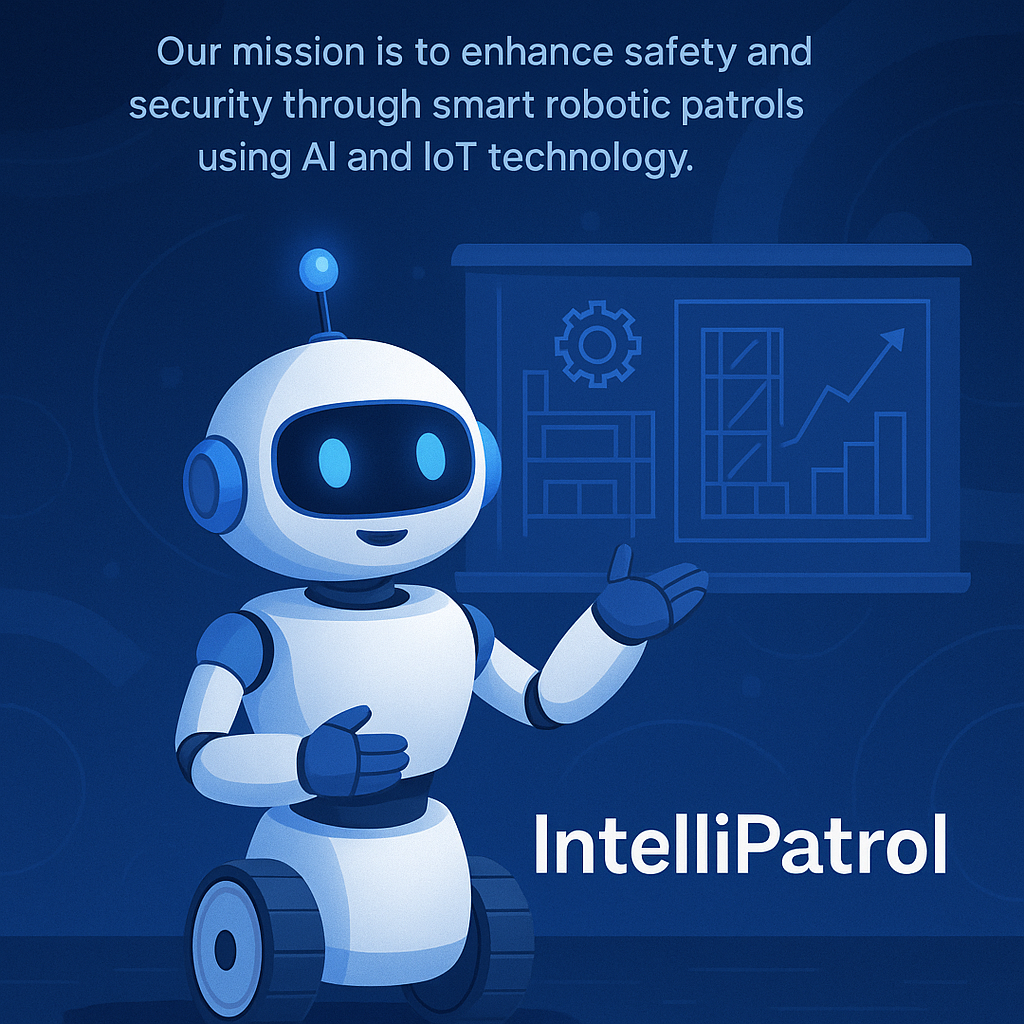 Our mission is to enhance safety and
security through smart robotic patrols
using AI and IoT technology.
IntelliPatrol